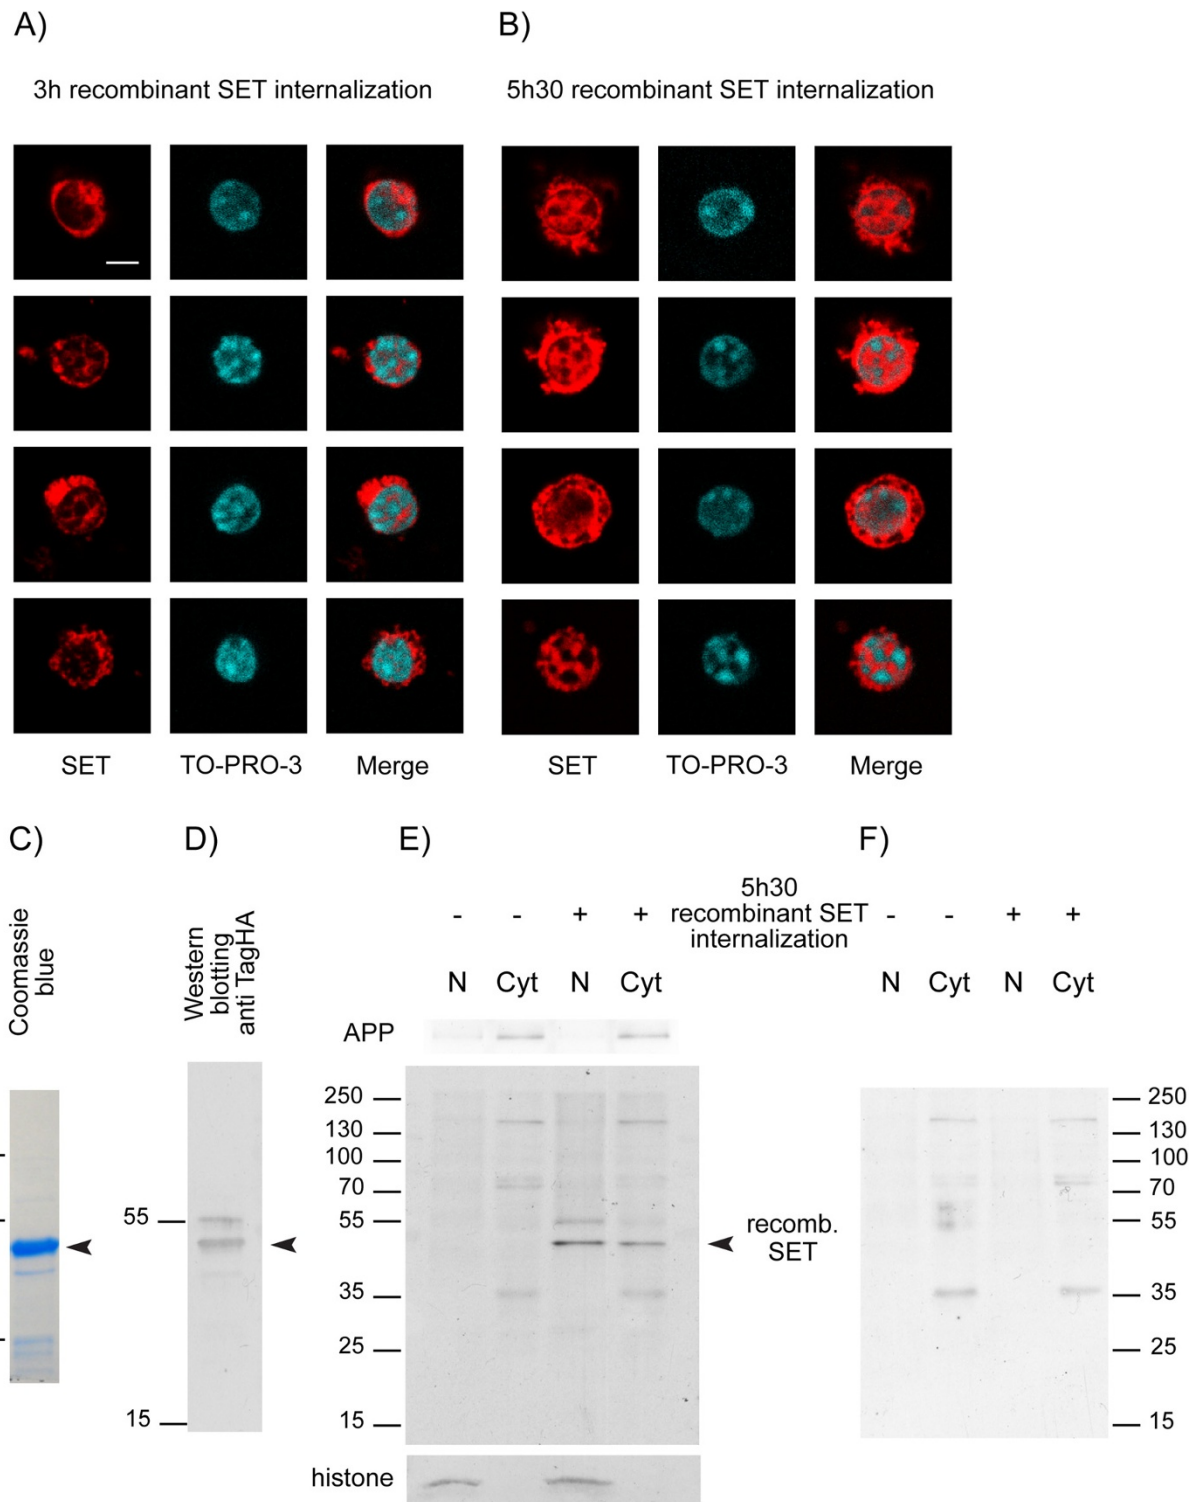 A)
B)
3h recombinant SET internalization
5h30 recombinant SET internalization
SET TO-PRO-3 Merge
SET TO-PRO-3 Merge
C)
D)
E)
F)
Coomassie
blue
Western
blotting
anti TagHA
5h30
recombinant SET
internalization
- - + +
- - + +
N Cyt N Cyt
N Cyt N Cyt
APP
55
15
250
130
100
70
55
35
25
15
recomb.
SET
250
130
100
70
55
35
25
15
histone